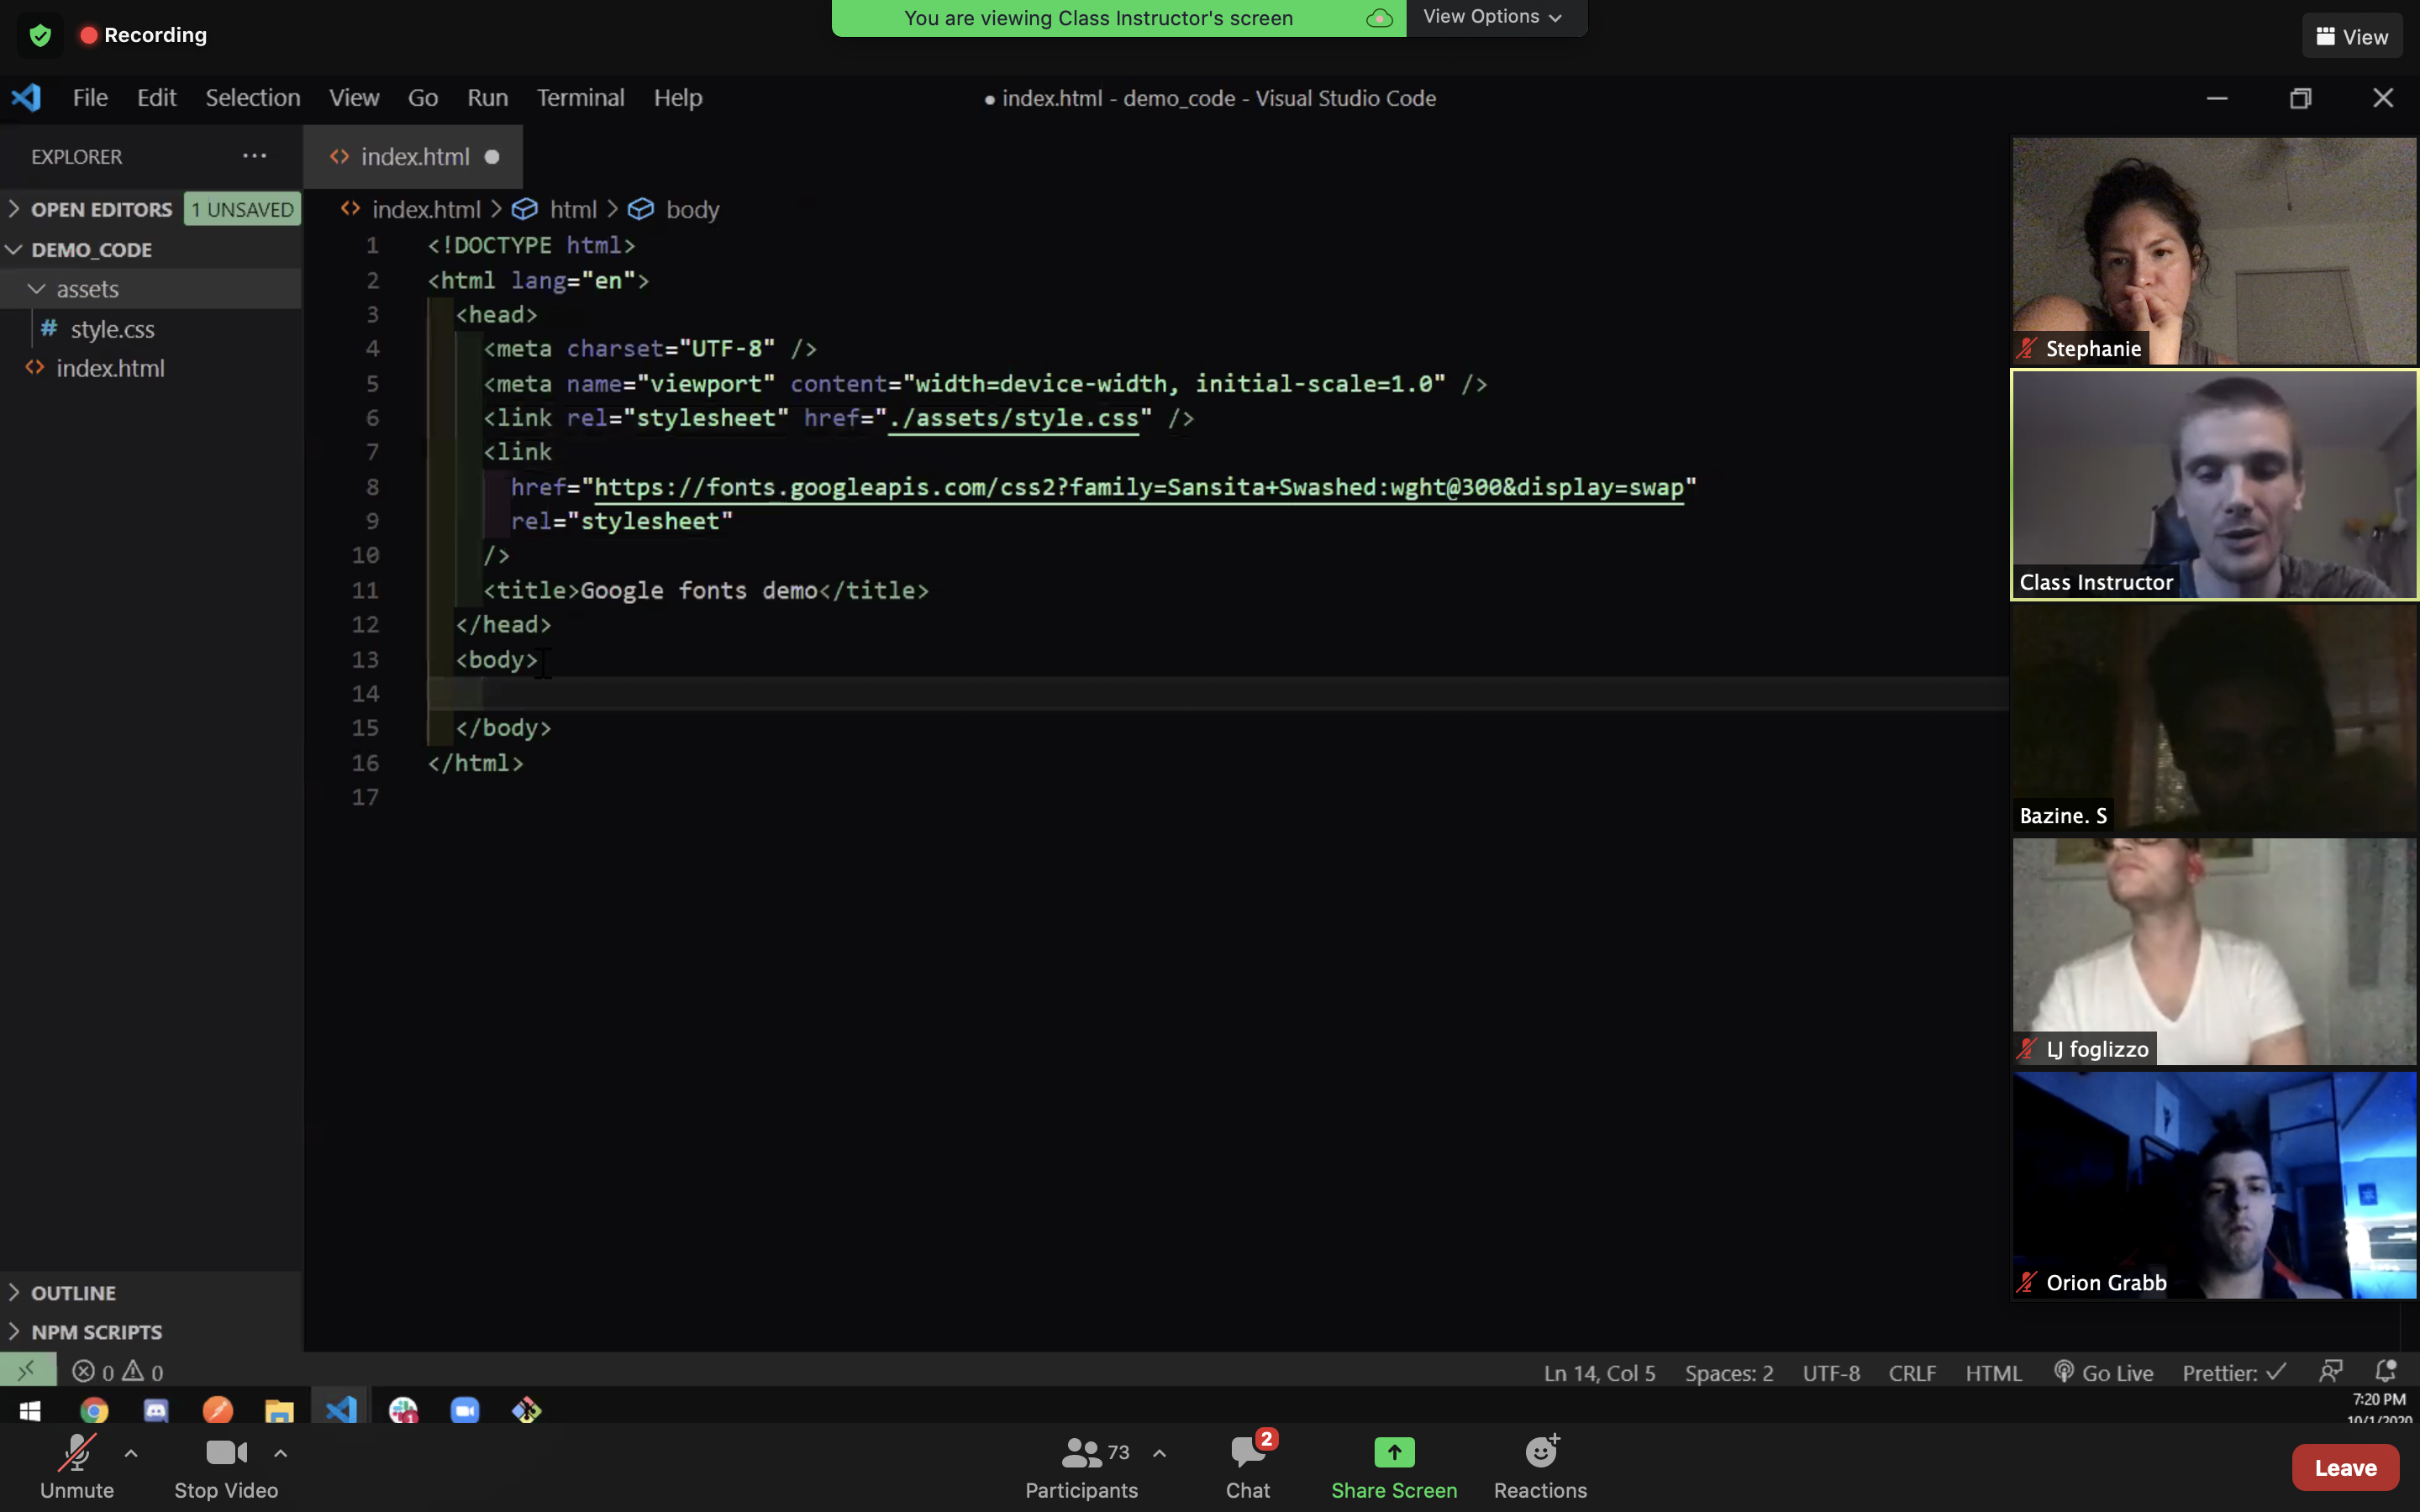 Recording
You are viewing Class Instructor's screen
View Options
View
File Edit Selection View Go Run Terminal Help
● index.html - demo_code - Visual Studio Code
EXPLORER
index.html
OPEN EDITORS 1 UNSAVED
DEMO_CODE
assets
# style.css
index.html
index.html > html > body
1 <!DOCTYPE html>
2 <html lang="en">
3 <head>
4 <meta charset="UTF-8" />
5 <meta name="viewport" content="width=device-width, initial-scale=1.0" />
6 <link rel="stylesheet" href="./assets/style.css" />
7 <link
8 href="https://fonts.googleapis.com/css2?family=Sansita+Swashed:wght@300&display=swap"
9 rel="stylesheet"
10 />
11 <title>Google fonts demo</title>
12 </head>
13 <body>
14
15 </body>
16 </html>
17
Stephanie
Class Instructor
Bazine. S
LJ foglizzo
Orion Grabb
OUTLINE
NPM SCRIPTS
0 0
Ln 14, Col 5 Spaces: 2 UTF-8 CRLF HTML Go Live Prettier: ✓
1
7:20 PM
10/1/2020
Unmute
Stop Video
73
Participants
2
Chat
Share Screen
Reactions
Leave